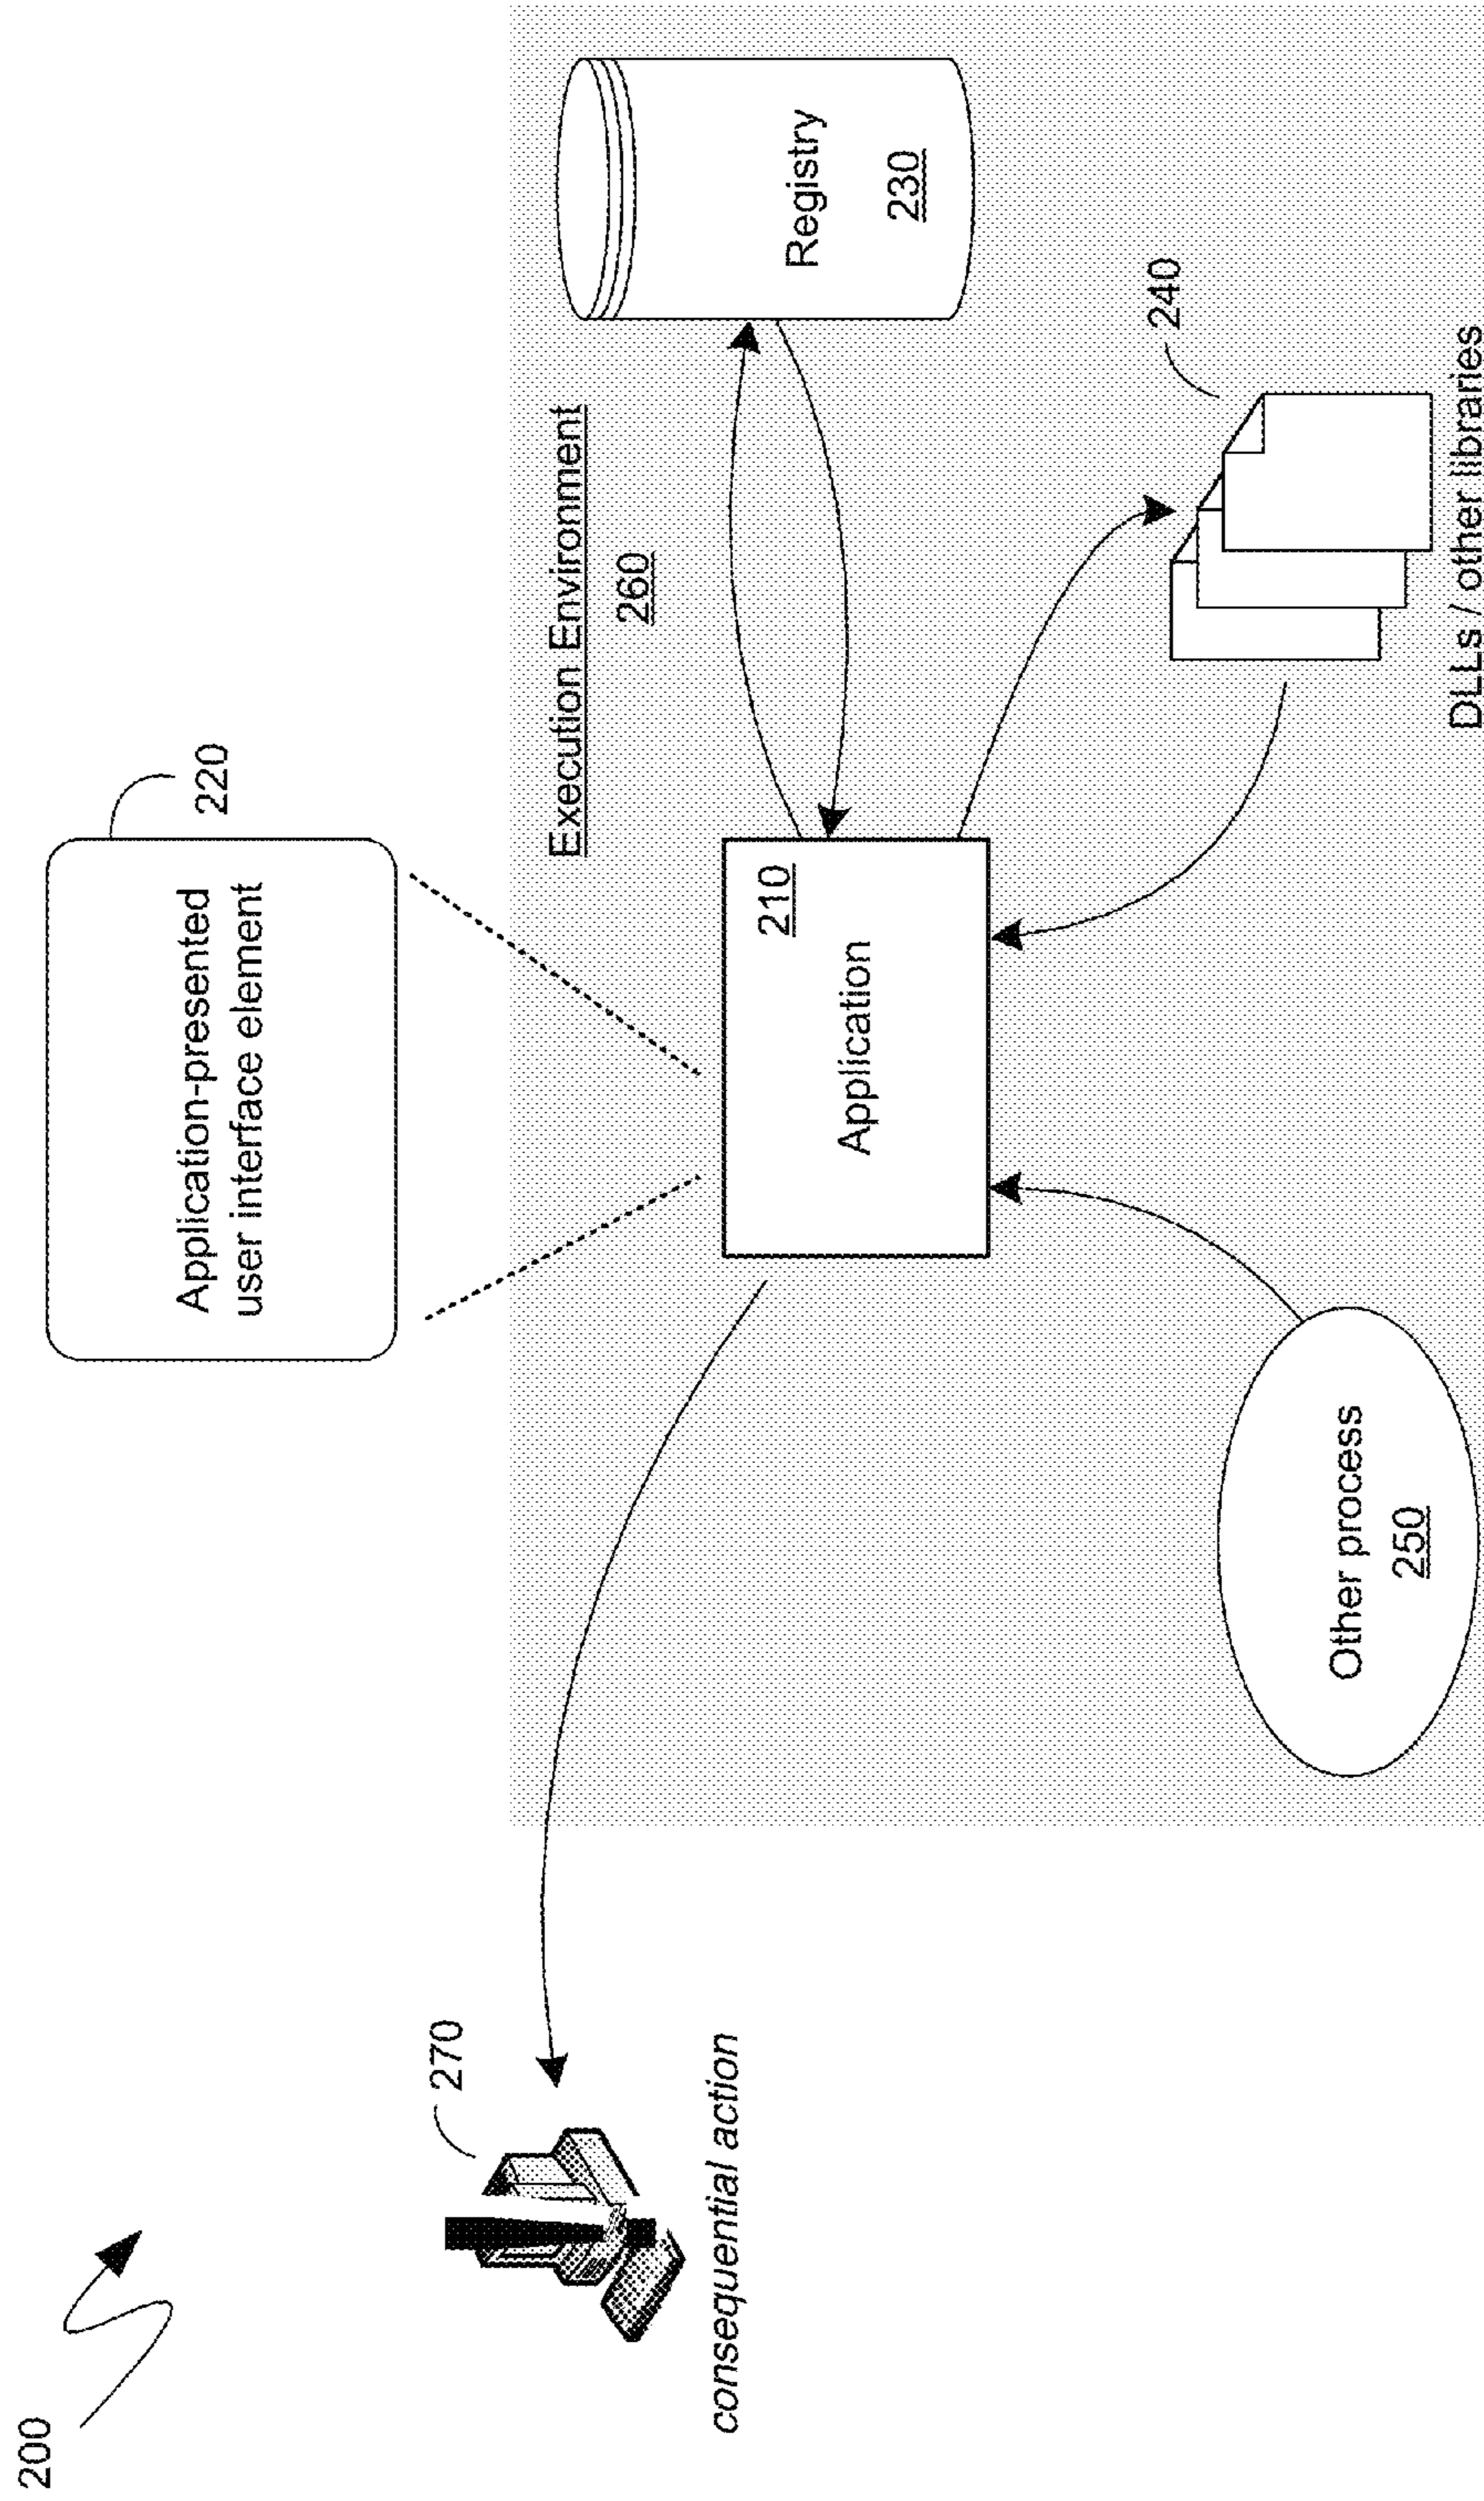 200
Application-presented
user interface element
220
270
consequential action
Execution Environment
260
210
Application
Registry
230
240
DLLs / other libraries
Other process
250